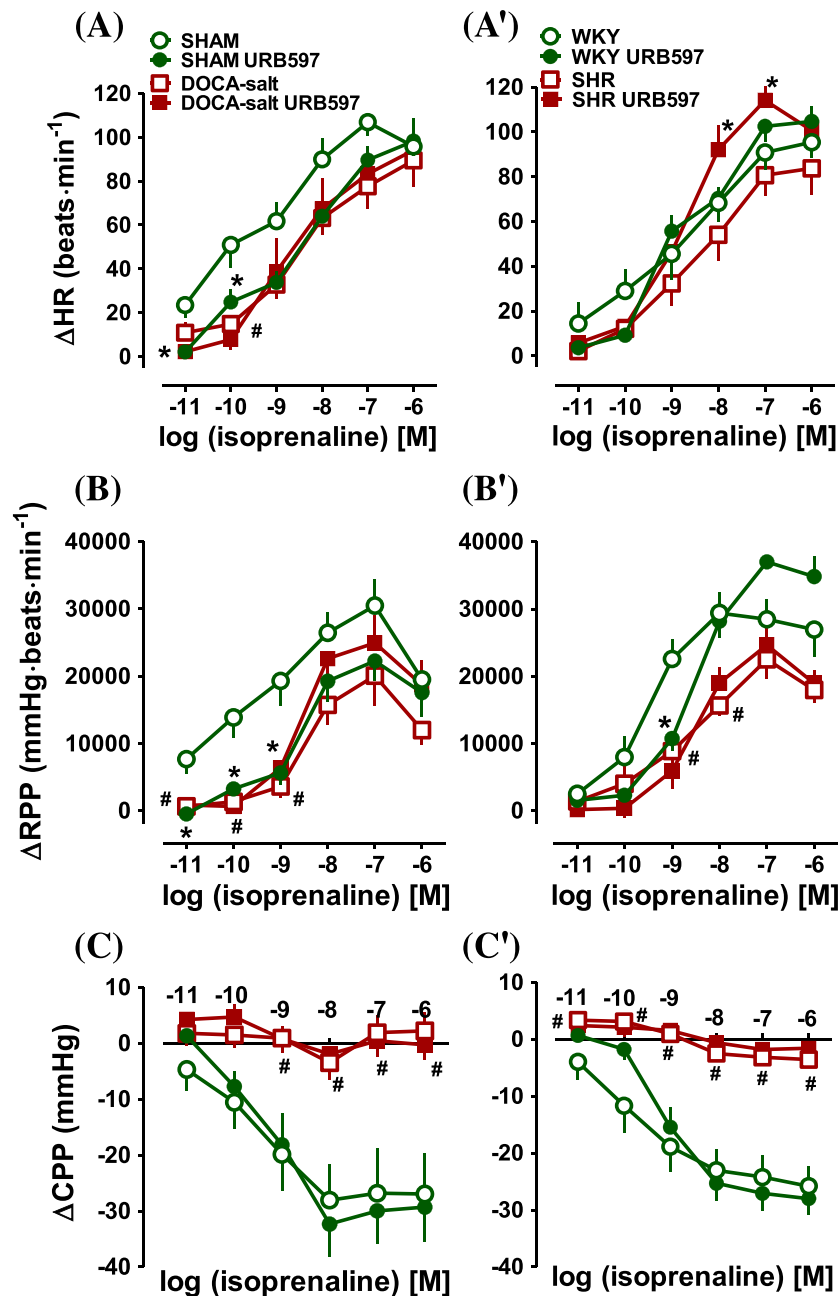 (A)
SHAM
SHAM URB597
DOCA-salt
DOCA-salt URB597
ΔHR (beats·min⁻¹)
120
100
80
60
40
20
0
*
*
#
-11 -10 -9 -8 -7 -6
log (isoprenaline) [M]
(A')
WKY
WKY URB597
SHR
SHR URB597
120
100
80
60
40
20
0
*
*
-11 -10 -9 -8 -7 -6
log (isoprenaline) [M]
(B)
ΔRPP (mmHg·beats·min⁻¹)
40000
30000
20000
10000
0
#
*
*
#
*
#
-11 -10 -9 -8 -7 -6
log (isoprenaline) [M]
(B')
40000
30000
20000
10000
0
*
#
#
-11 -10 -9 -8 -7 -6
log (isoprenaline) [M]
(C)
ΔCPP (mmHg)
10
0
-10
-20
-30
-40
-11 -10 -9 -8 -7 -6
# # # #
log (isoprenaline) [M]
(C')
10
0
-10
-20
-30
-40
-11 -10 -9 -8 -7 -6
# # # # # #
log (isoprenaline) [M]